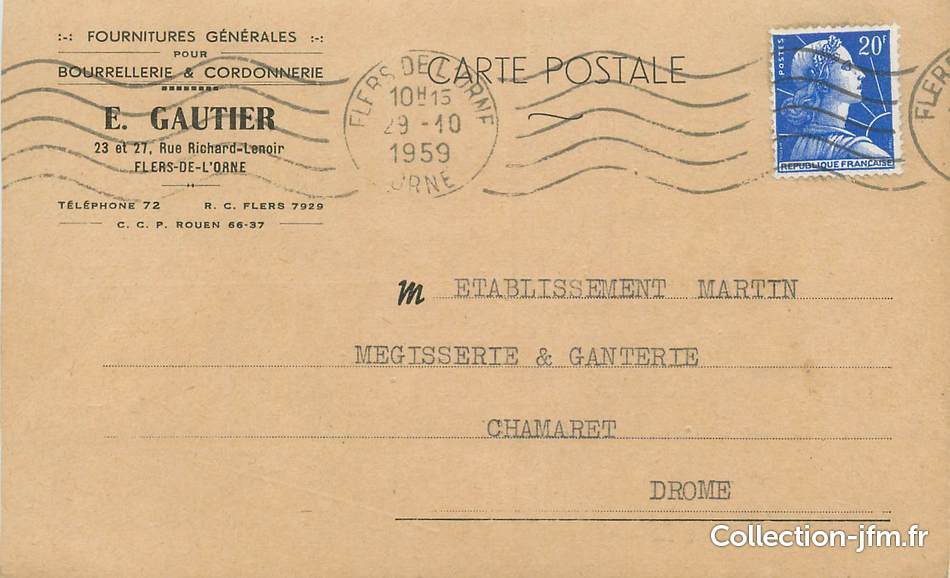 :-: FOURNITURES GÉNÉRALES :-:
POUR
BOURRELLERIE & CORDONNERIE
E. GAUTIER
23 et 27, Rue Richard-Lenoir
FLERS-DE-L'ORNE
TÉLÉPHONE 72 R. C. FLERS 7929
C. C. P. ROUEN 66-37
FLERS DE L'ORNE
10H15
29-10
1959
ORNE
CARTE POSTALE
POSTES
20F
REPUBLIQUE FRANÇAISE
FLERS
M ETABLISSEMENT MARTIN
MEGISSERIE & GANTERIE
CHAMARET
DROME
Collection-jfm.fr